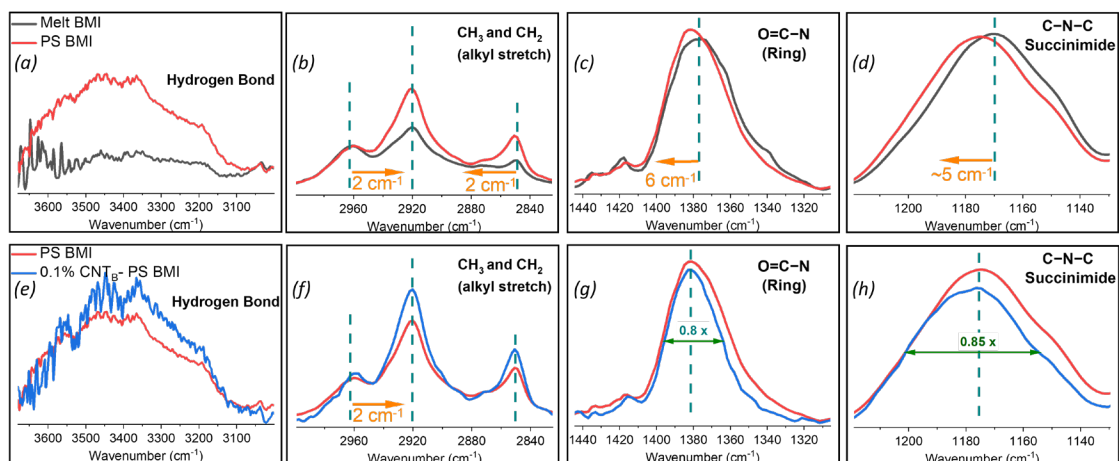 Melt BMI
PS BMI
(a)
Hydrogen Bond
3600 3500 3400 3300 3200 3100
Wavenumber (cm⁻¹)
CH₃ and CH₂
(alkyl stretch)
(b)
2 cm⁻¹
2 cm⁻¹
2960 2920 2880 2840
Wavenumber (cm⁻¹)
O=C−N
(Ring)
(c)
6 cm⁻¹
1440 1420 1400 1380 1360 1340 1320
Wavenumber (cm⁻¹)
C−N−C
Succinimide
(d)
~5 cm⁻¹
1200 1180 1160 1140
Wavenumber (cm⁻¹)
PS BMI
0.1% CNT_B- PS BMI
(e)
Hydrogen Bond
3600 3500 3400 3300 3200 3100
Wavenumber (cm⁻¹)
CH₃ and CH₂
(alkyl stretch)
(f)
2 cm⁻¹
2960 2920 2880 2840
Wavenumber (cm⁻¹)
O=C−N
(Ring)
(g)
0.8 x
1440 1420 1400 1380 1360 1340 1320
Wavenumber (cm⁻¹)
C−N−C
Succinimide
(h)
0.85 x
1200 1180 1160 1140
Wavenumber (cm⁻¹)